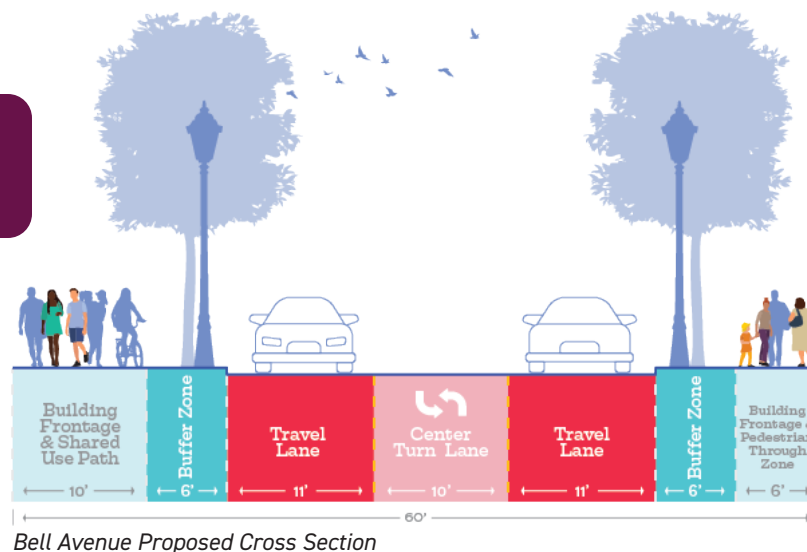 Building
Frontage
& Shared
Use Path
10'
Buffer Zone
6'
Travel
Lane
11'
Center
Turn Lane
10'
Travel
Lane
11'
Buffer Zone
6'
Building
Frontage &
Pedestrian
Through
Zone
6'
60'
Bell Avenue Proposed Cross Section